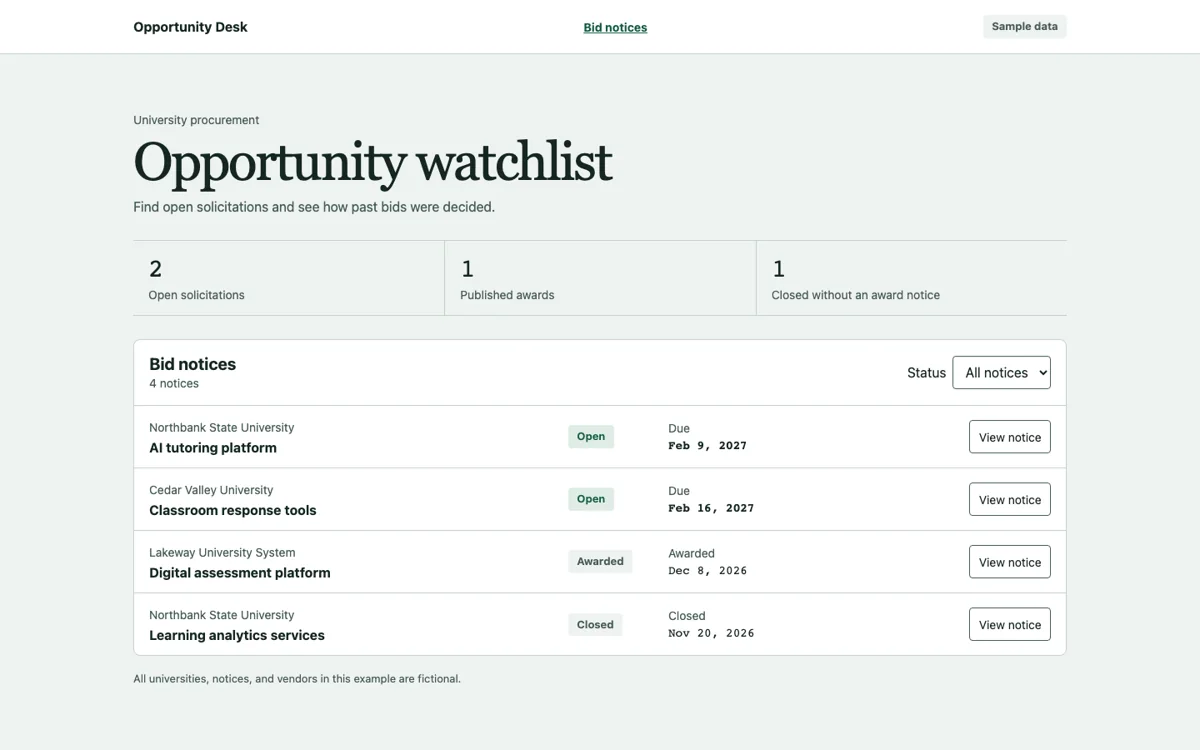 Opportunity Desk
Bid notices
Sample data
University procurement
Opportunity watchlist
Find open solicitations and see how past bids were decided.
2
Open solicitations
1
Published awards
1
Closed without an award notice
Bid notices
4 notices
Status
All notices
Northbank State University
AI tutoring platform
Open
Due
Feb 9, 2027
View notice
Cedar Valley University
Classroom response tools
Open
Due
Feb 16, 2027
View notice
Lakeway University System
Digital assessment platform
Awarded
Awarded
Dec 8, 2026
View notice
Northbank State University
Learning analytics services
Closed
Closed
Nov 20, 2026
View notice
All universities, notices, and vendors in this example are fictional.